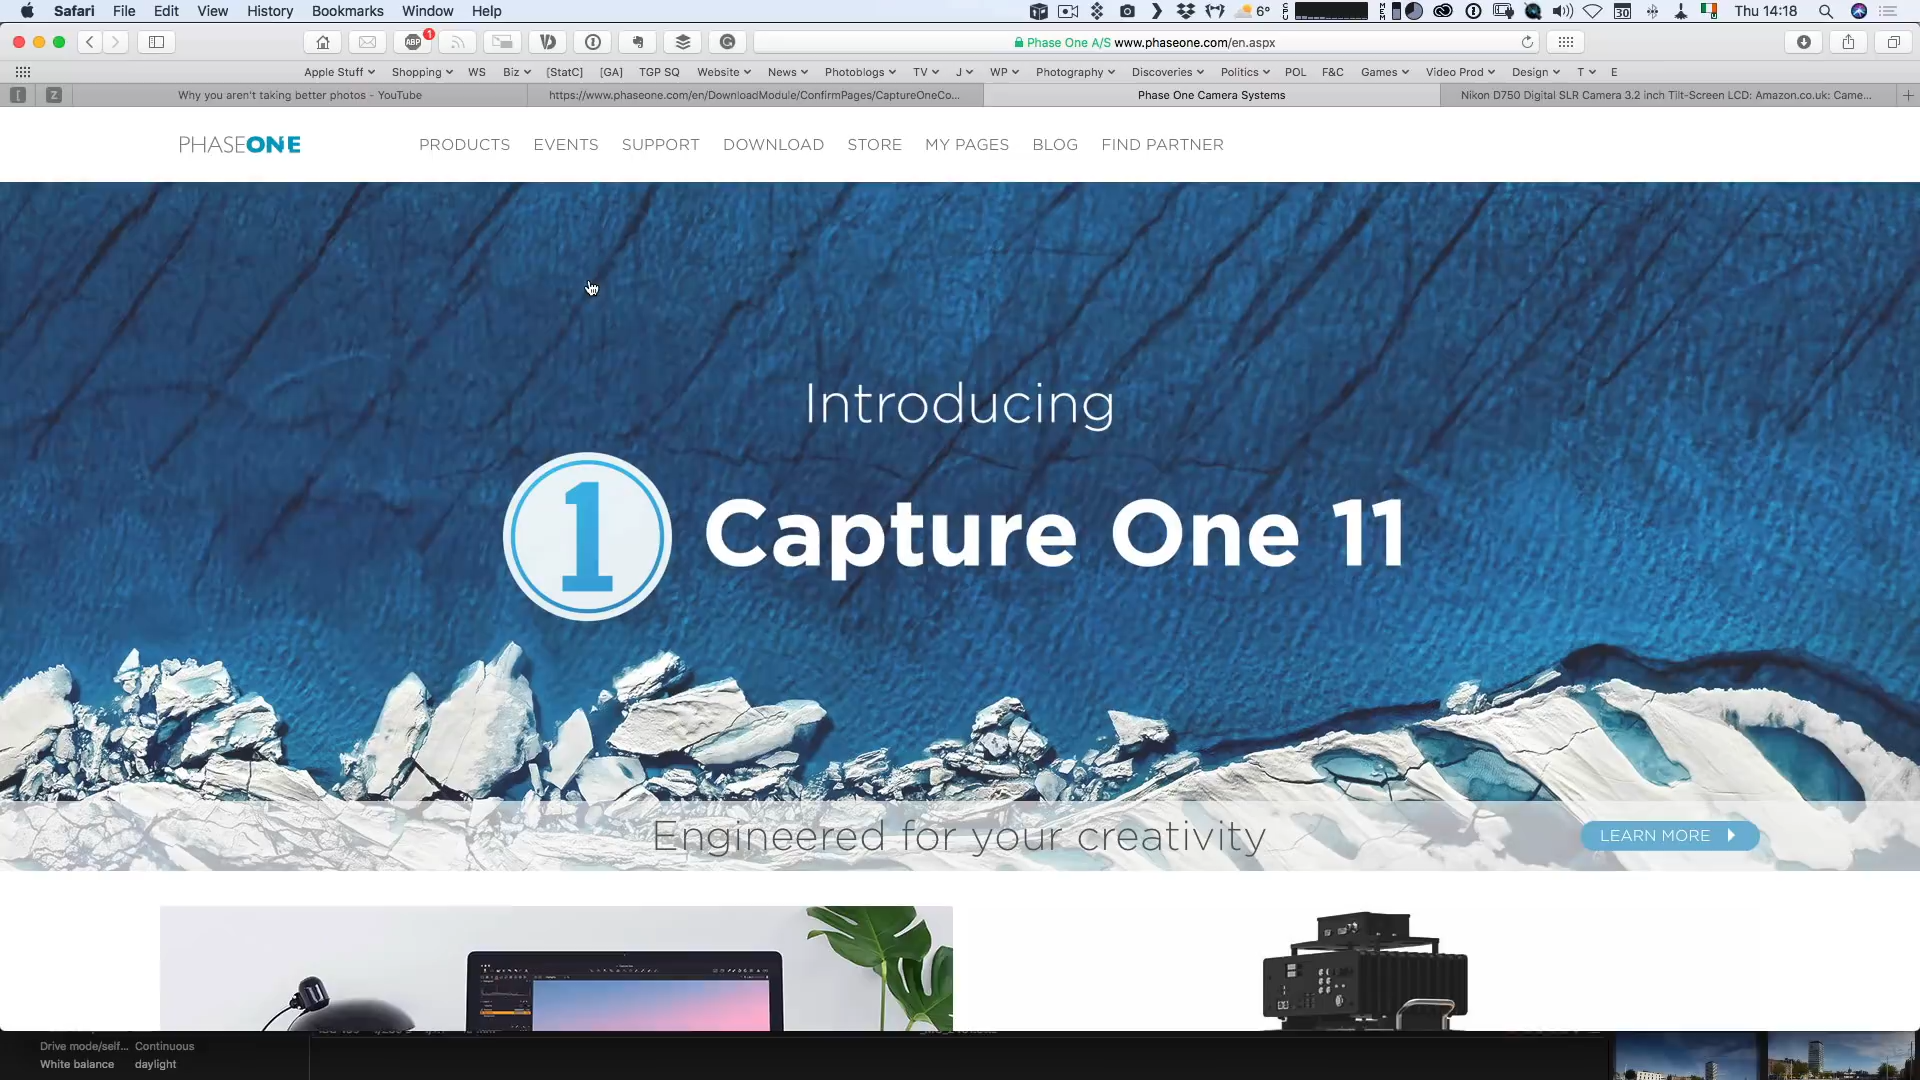 Safari File Edit View History Bookmarks Window Help 6° Thu 14:18
ABP 1 Phase One A/S www.phaseone.com/en.aspx
Apple Stuff Shopping WS Biz [StatC] [GA] TGP SQ Website News Photoblogs TV J WP Photography Discoveries Politics POL F&C Games Video Prod Design T E
Why you aren't taking better photos - YouTube https://www.phaseone.com/en/DownloadModule/ConfirmPages/CaptureOneCo... Phase One Camera Systems Nikon D750 Digital SLR Camera 3.2 inch Tilt-Screen LCD: Amazon.co.uk: Came...
PHASEONE PRODUCTS EVENTS SUPPORT DOWNLOAD STORE MY PAGES BLOG FIND PARTNER
Introducing
1 Capture One 11
Engineered for your creativity LEARN MORE
Drive mode/self... Continuous
White balance daylight